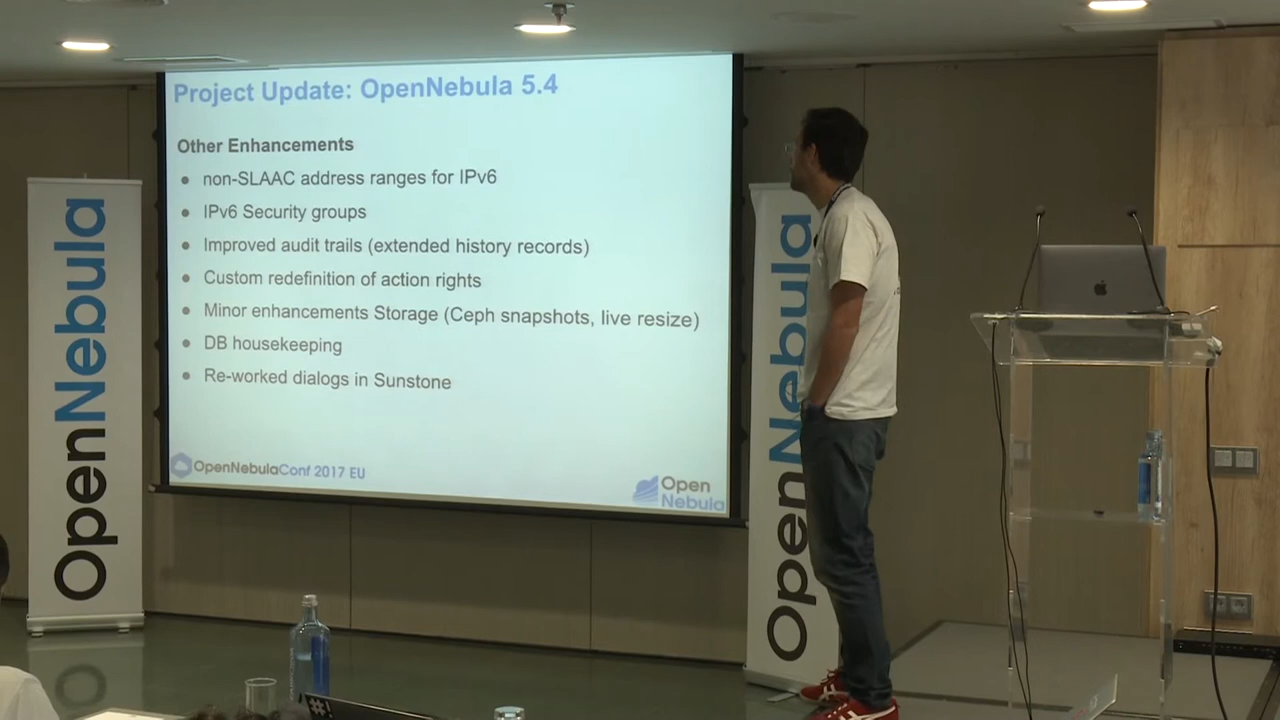 Project Update: OpenNebula 5.4
Other Enhancements
non-SLAAC address ranges for IPv6
IPv6 Security groups
Improved audit trails (extended history records)
Custom redefinition of action rights
Minor enhancements Storage (Ceph snapshots, live resize)
DB housekeeping
Re-worked dialogs in Sunstone
OpenNebulaConf 2017 EU
Open
Nebula
OpenNebula
OpenNebula